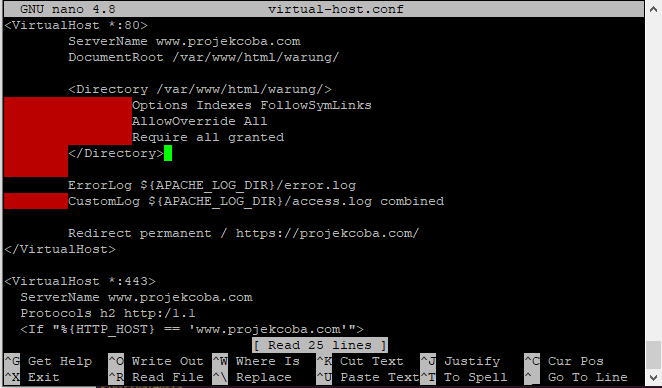 GNU nano 4.8 virtual-host.conf
<VirtualHost *:80>
ServerName www.projekcoba.com
DocumentRoot /var/www/html/warung/
<Directory /var/www/html/warung/>
Options Indexes FollowSymLinks
AllowOverride All
Require all granted
</Directory>
ErrorLog ${APACHE_LOG_DIR}/error.log
CustomLog ${APACHE_LOG_DIR}/access.log combined
Redirect permanent / https://projekcoba.com/
</VirtualHost>
<VirtualHost *:443>
ServerName www.projekcoba.com
Protocols h2 http:/1.1
<If "%{HTTP_HOST} == 'www.projekcoba.com'">
[ Read 25 lines ]
^G Get Help ^O Write Out ^W Where Is ^K Cut Text ^J Justify ^C Cur Pos
^X Exit ^R Read File ^\ Replace ^U Paste Text ^T To Spell ^_ Go To Line